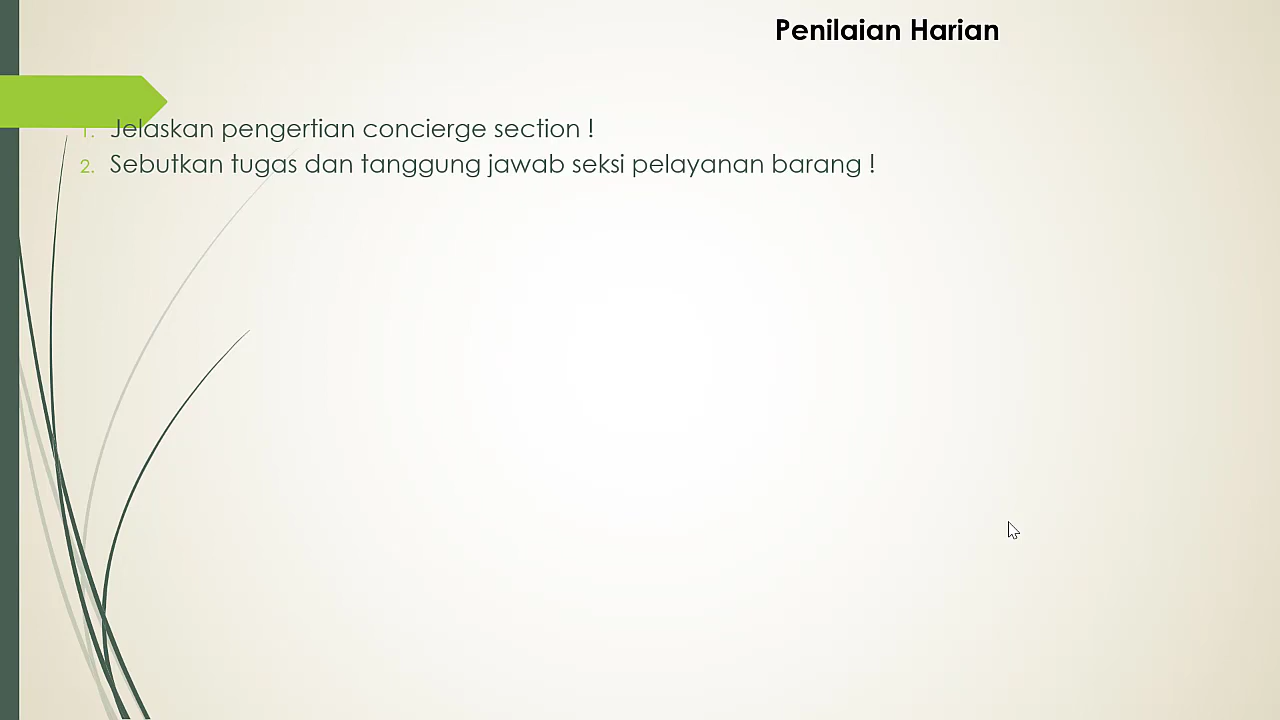 Penilaian Harian
1. Jelaskan pengertian concierge section !
2. Sebutkan tugas dan tanggung jawab seksi pelayanan barang !